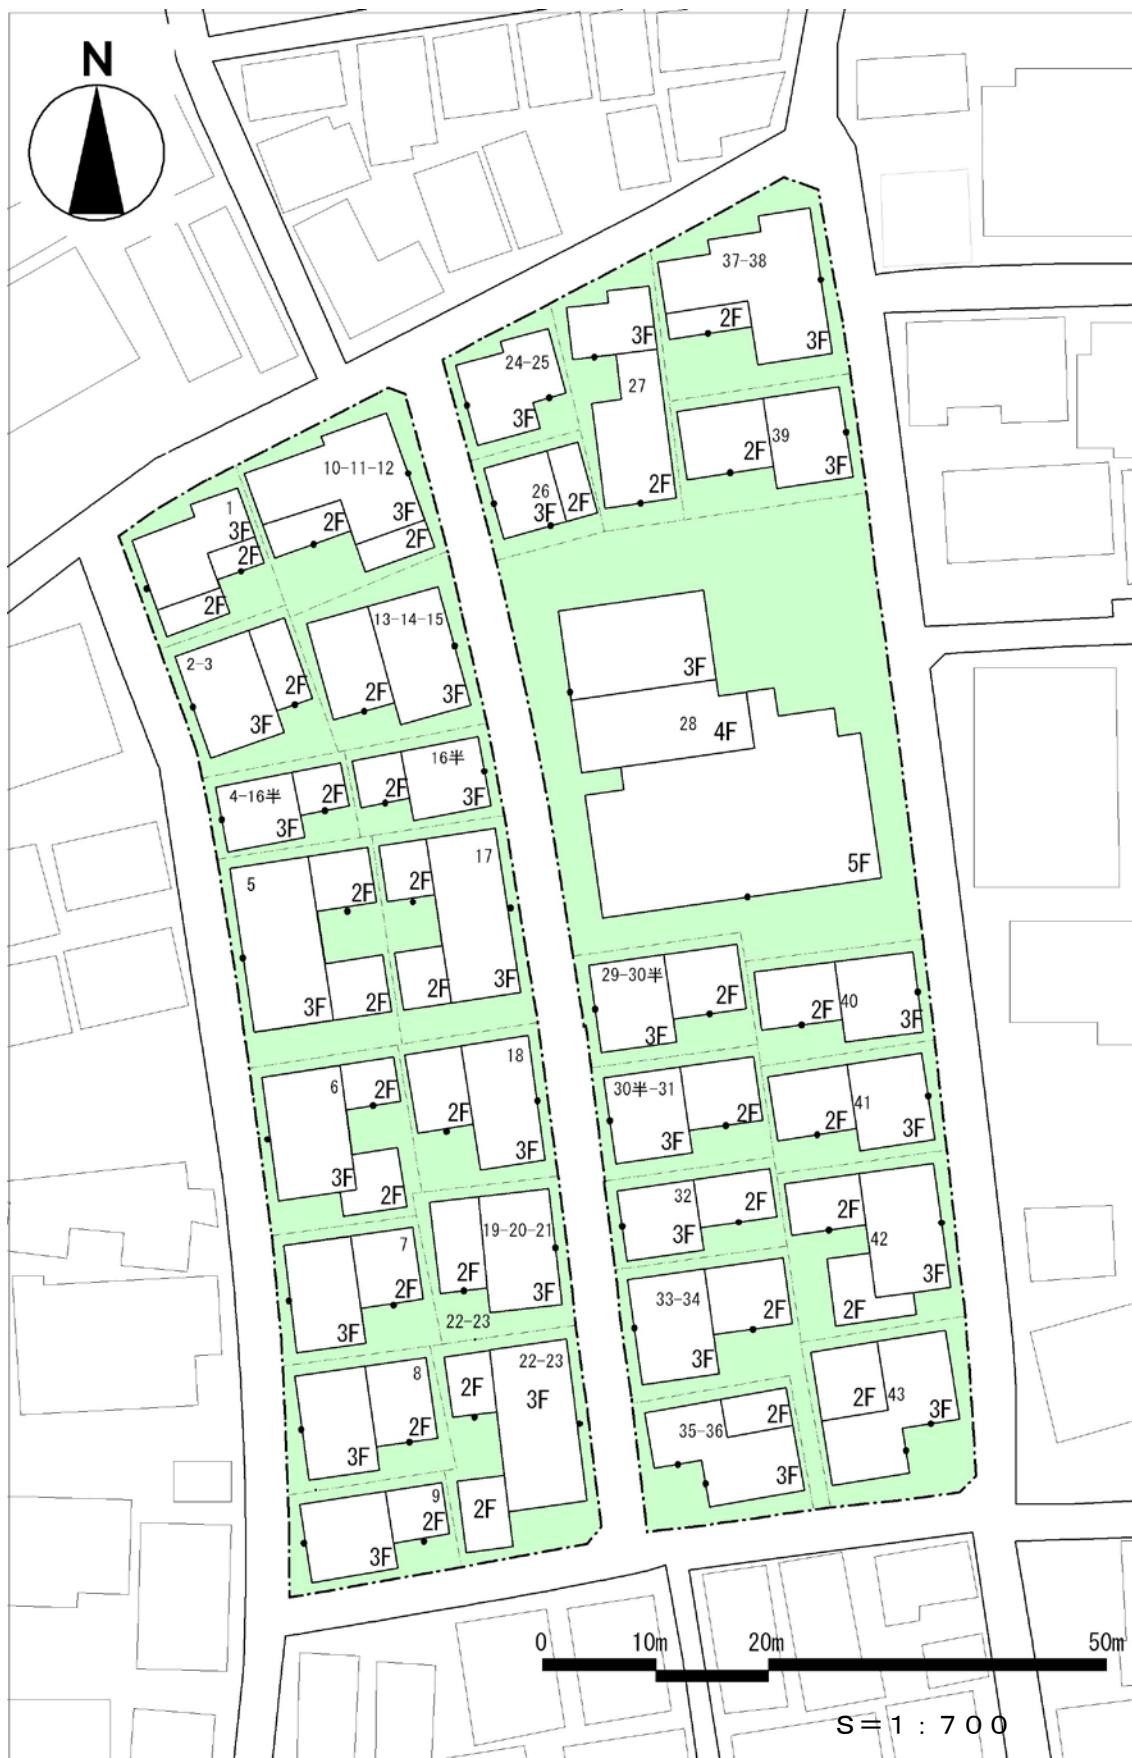 N
37-38
2F
3F
3F
27
2F
24-25
3F
39
2F
3F
26
3F
2F
10-11-12
3F
2F
2F
1
3F
2F
2F
13-14-15
2F
3F
2-3
2F
3F
3F
28
4F
5F
16半
2F
3F
4-16半
2F
3F
5
2F
3F
2F
17
2F
2F
3F
29-30半
2F
3F
40
2F
3F
18
2F
3F
6
2F
3F
2F
30半-31
2F
3F
41
2F
3F
32
2F
3F
2F
42
3F
2F
19-20-21
2F
3F
7
2F
3F
22-23
33-34
2F
3F
22-23
2F
3F
2F
8
2F
3F
43
2F
3F
35-36
2F
3F
9
2F
3F
0
10m
20m
50m
S=1:700